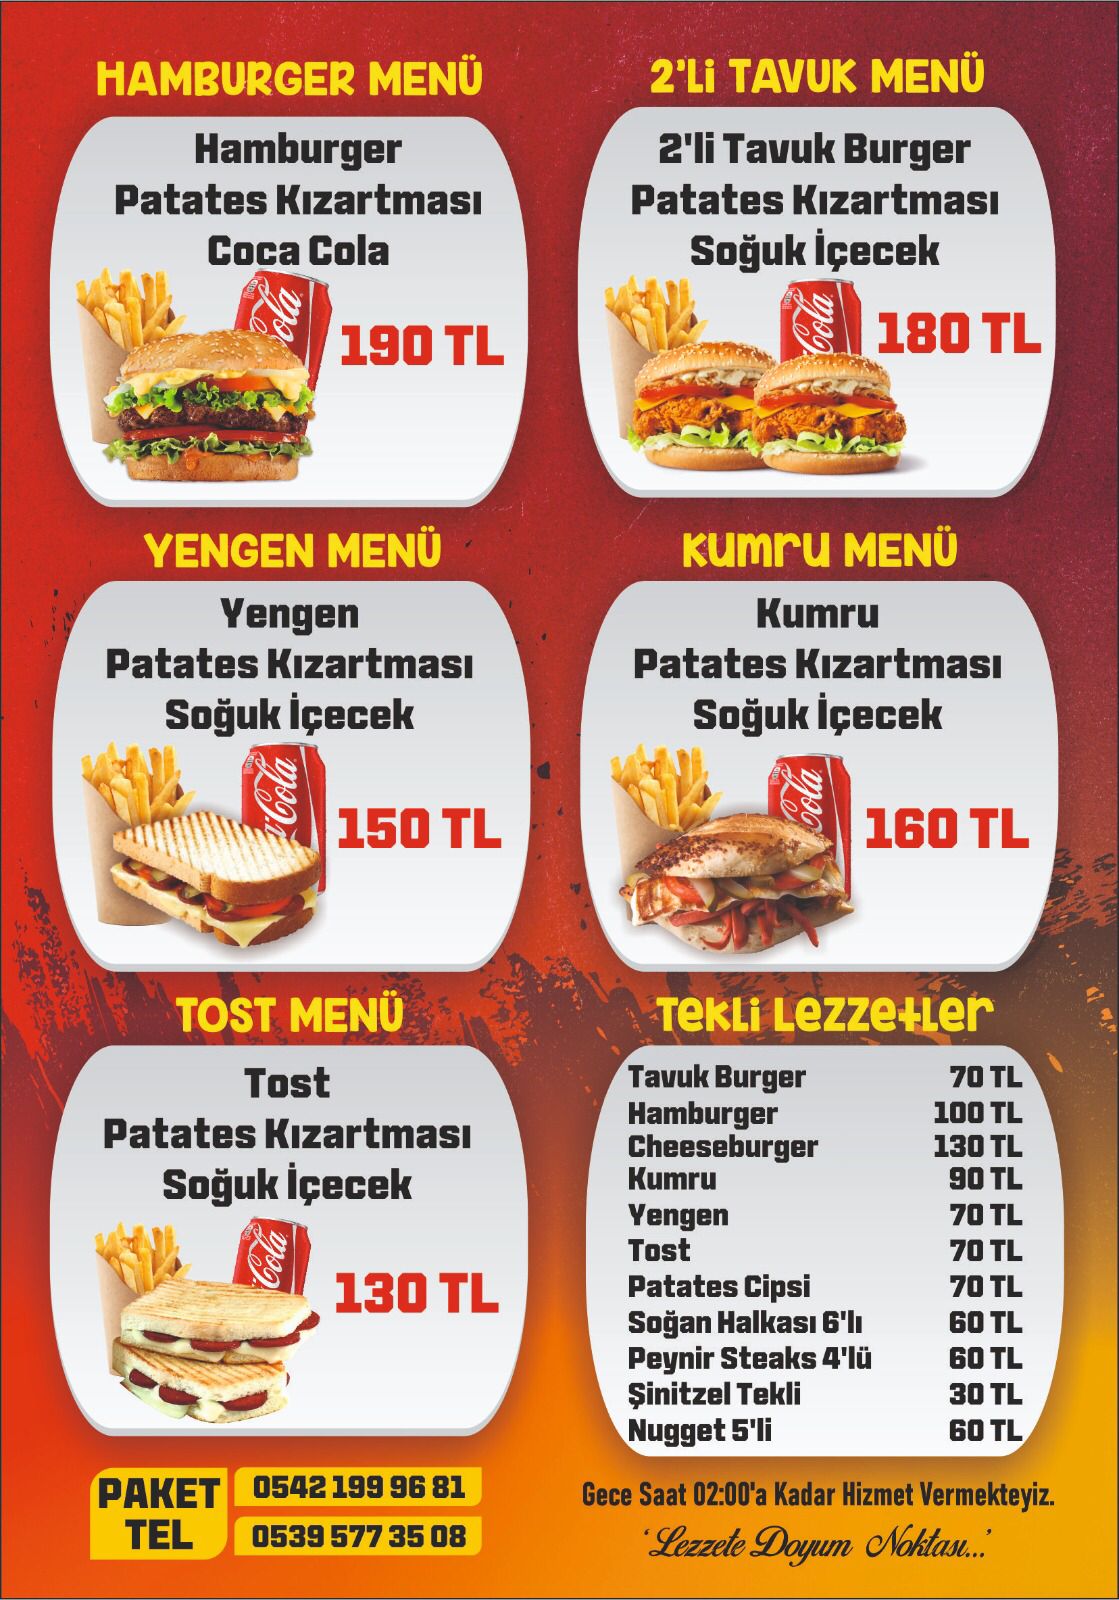 HAMBURGER MENÜ
Hamburger
Patates Kızartması
Coca Cola
Cola
190 TL
2'Li TAVUK MENÜ
2'li Tavuk Burger
Patates Kızartması
Soğuk İçecek
Cola
180 TL
YENGEN MENÜ
Yengen
Patates Kızartması
Soğuk İçecek
Cola
150 TL
Kumru MENÜ
Kumru
Patates Kızartması
Soğuk İçecek
Cola
160 TL
TOST MENÜ
Tost
Patates Kızartması
Soğuk İçecek
Cola
130 TL
Tekli Lezzetler
Tavuk Burger 70 TL
Hamburger 100 TL
Cheeseburger 130 TL
Kumru 90 TL
Yengen 70 TL
Tost 70 TL
Patates Cipsi 70 TL
Soğan Halkası 6'lı 60 TL
Peynir Steaks 4'lü 60 TL
Şinitzel Tekli 30 TL
Nugget 5'li 60 TL
PAKET TEL
0542 199 96 81
0539 577 35 08
Gece Saat 02:00'a Kadar Hizmet Vermekteyiz.
'Lezzete Doyum Noktası...'